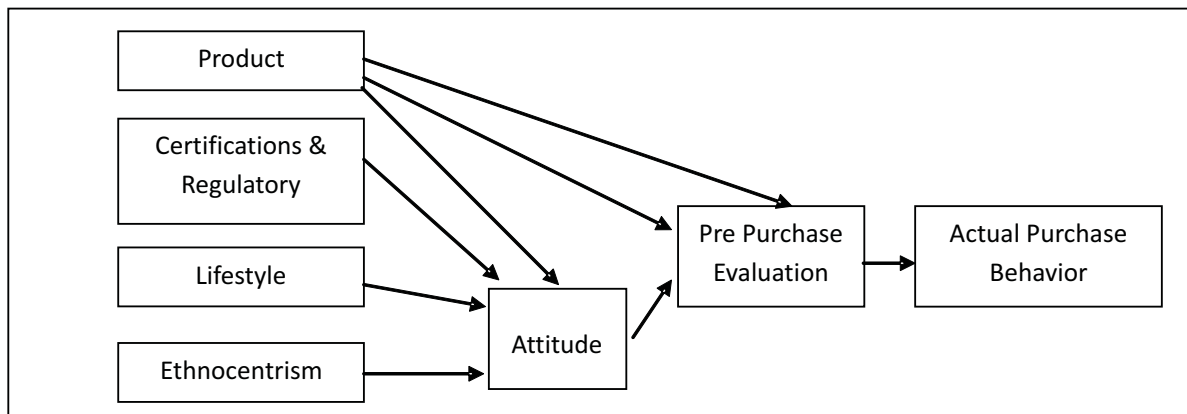 Product
Certifications &
Regulatory
Lifestyle
Ethnocentrism
Attitude
Pre Purchase
Evaluation
Actual Purchase
Behavior